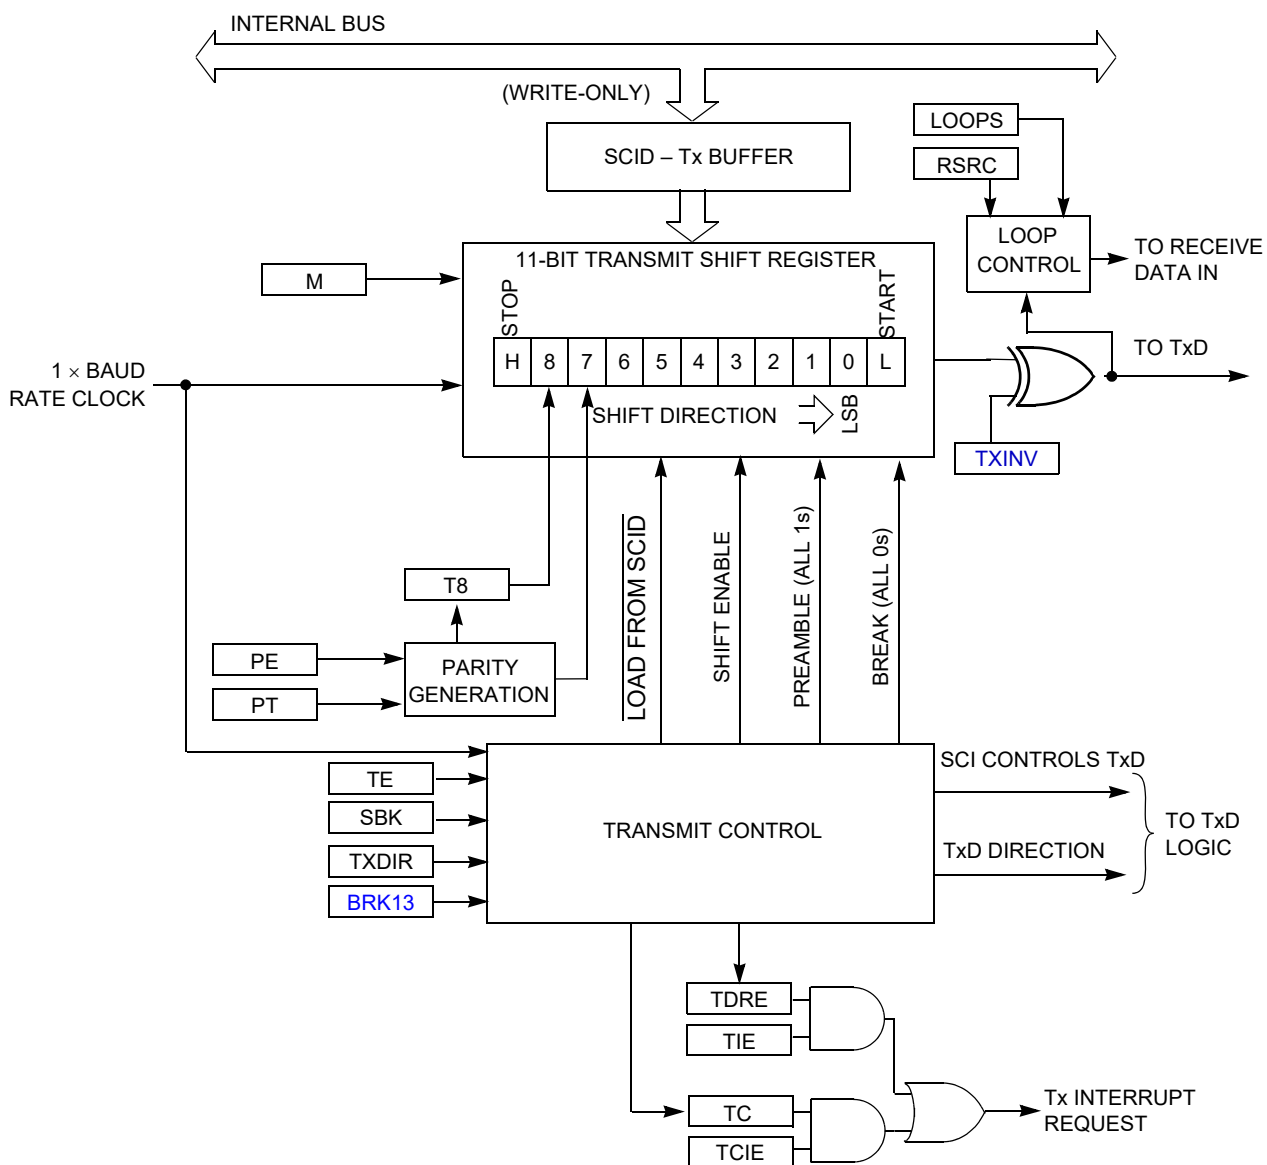 INTERNAL BUS
(WRITE-ONLY)
SCID – Tx BUFFER
LOOPS
RSRC
LOOP
CONTROL
TO RECEIVE
DATA IN
11-BIT TRANSMIT SHIFT REGISTER
M
STOP
START
H 8 7 6 5 4 3 2 1 0 L
TO TxD
1 × BAUD
RATE CLOCK
SHIFT DIRECTION
LSB
TXINV
LOAD FROM SCID
SHIFT ENABLE
PREAMBLE (ALL 1s)
BREAK (ALL 0s)
T8
PE
PT
PARITY
GENERATION
SCI CONTROLS TxD
TE
SBK
TXDIR
BRK13
TRANSMIT CONTROL
TxD DIRECTION
TO TxD
LOGIC
TDRE
TIE
TC
TCIE
Tx INTERRUPT
REQUEST